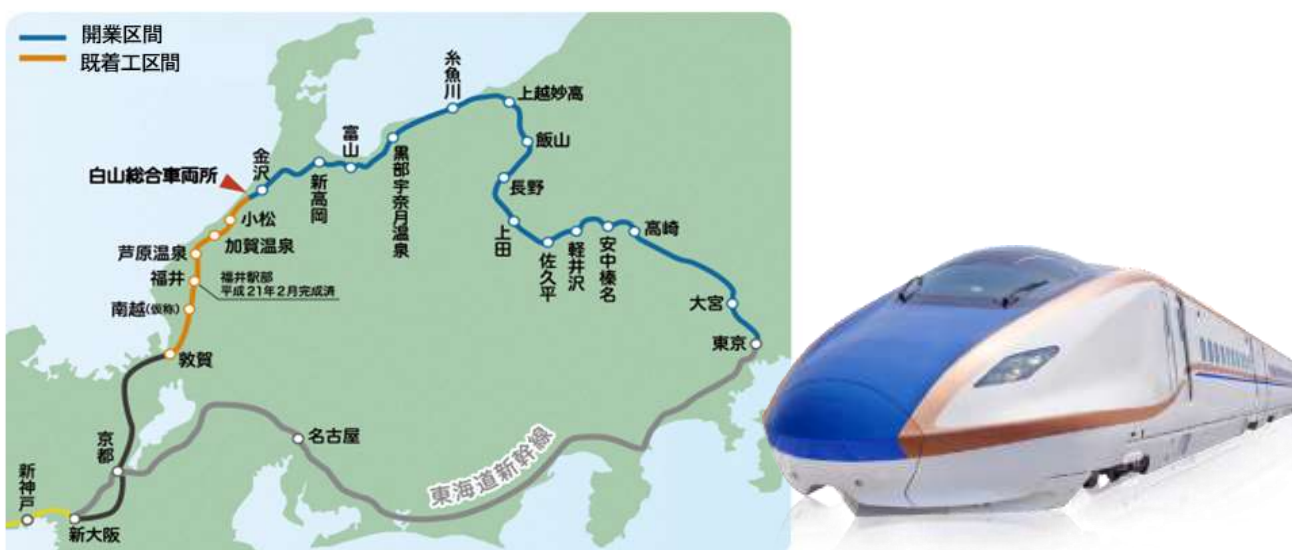 開業区間
既着工区間
糸魚川
上越妙高
飯山
長野
上田
佐久平
軽井沢
安中榛名
高崎
大宮
東京
黒部宇奈月温泉
富山
新高岡
金沢
白山総合車両所
小松
加賀温泉
芦原温泉
福井
福井駅部
平成21年2月完成済
南越(仮称)
敦賀
京都
名古屋
東海道新幹線
新神戸
新大阪